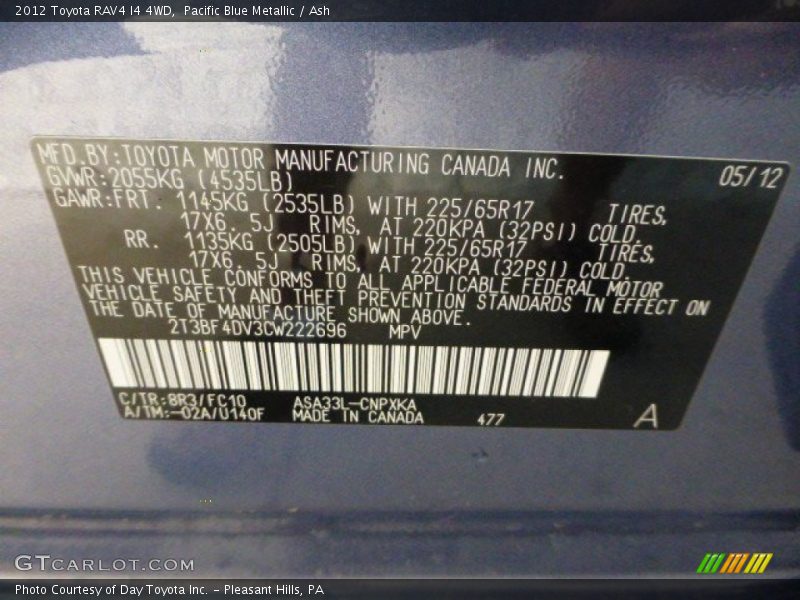 2012 Toyota RAV4 I4 4WD, Pacific Blue Metallic / Ash
MFD.BY:TOYOTA MOTOR MANUFACTURING CANADA INC. 05/12
GVWR:2055KG (4535LB)
GAWR:FRT. 1145KG (2535LB) WITH 225/65R17 TIRES,
17X6. 5J RIMS, AT 220KPA (32PSI) COLD.
RR. 1135KG (2505LB) WITH 225/65R17 TIRES,
17X6. 5J RIMS, AT 220KPA (32PSI) COLD.
THIS VEHICLE CONFORMS TO ALL APPLICABLE FEDERAL MOTOR
VEHICLE SAFETY AND THEFT PREVENTION STANDARDS IN EFFECT ON
THE DATE OF MANUFACTURE SHOWN ABOVE.
2T3BF4DV3CW222696 MPV
C/TR:8R3/FC10 ASA33L-CNPXKA
A/TM:-02A/U140F MADE IN CANADA 477 A
GTCARLOT.COM
Photo Courtesy of Day Toyota Inc. - Pleasant Hills, PA